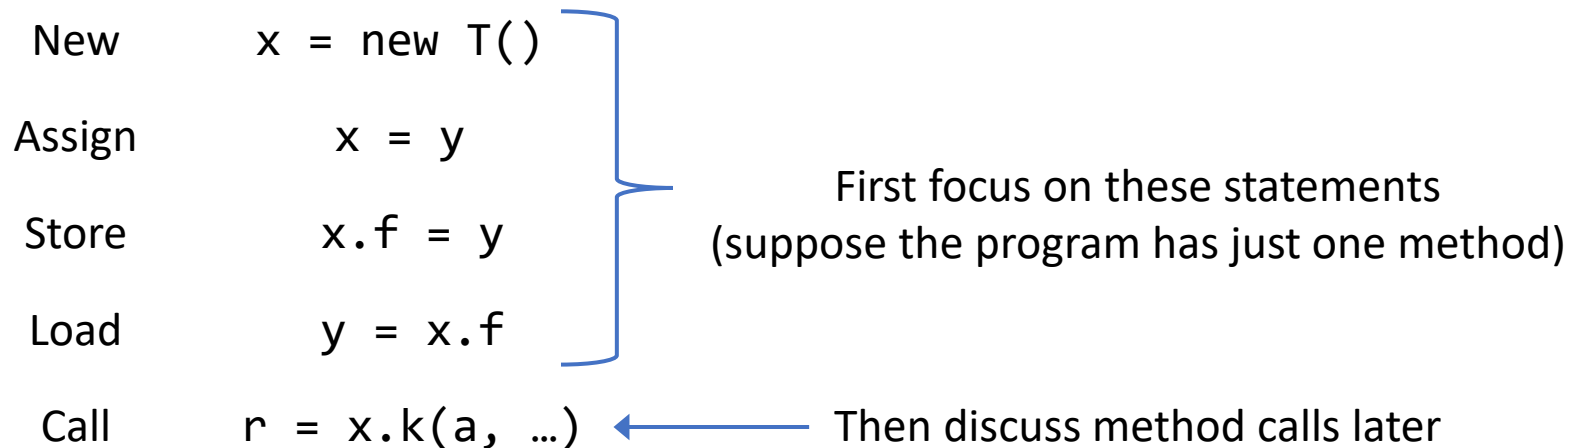 New x = new T()
Assign x = y
Store x.f = y
Load y = x.f
First focus on these statements
(suppose the program has just one method)
Call r = x.k(a, …)
Then discuss method calls later